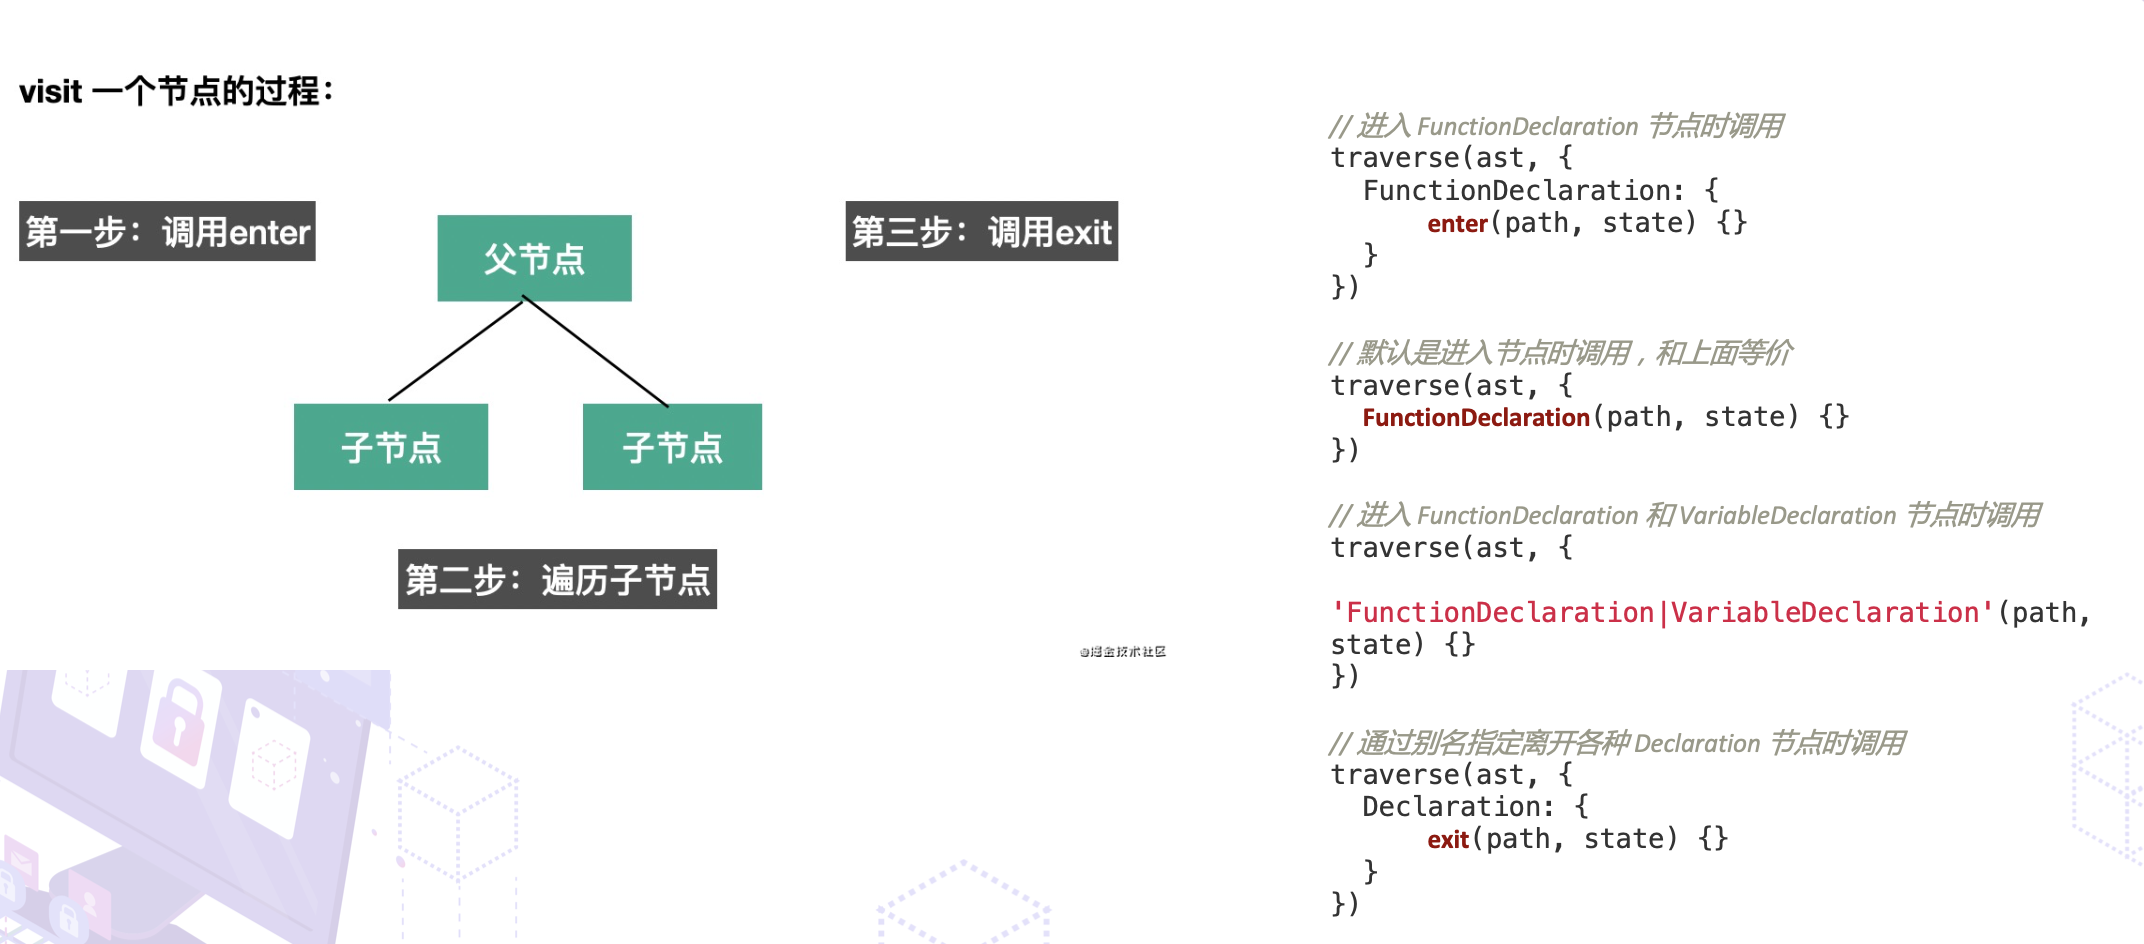 visit 一个节点的过程：
第一步：调用enter
父节点
第三步：调用exit
子节点
子节点
第二步：遍历子节点
@掘金技术社区
// 进入 FunctionDeclaration 节点时调用
traverse(ast, {
  FunctionDeclaration: {
      enter(path, state) {}
  }
})
// 默认是进入节点时调用，和上面等价
traverse(ast, {
  FunctionDeclaration(path, state) {}
})
// 进入 FunctionDeclaration 和 VariableDeclaration 节点时调用
traverse(ast, {
'FunctionDeclaration|VariableDeclaration'(path,
state) {}
})
// 通过别名指定离开各种 Declaration 节点时调用
traverse(ast, {
  Declaration: {
      exit(path, state) {}
  }
})